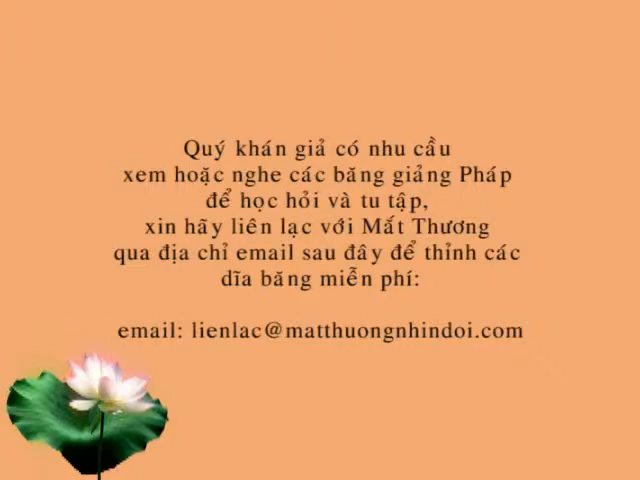 Quý khán giả có nhu cầu
xem hoặc nghe các băng giảng Pháp
để học hỏi và tu tập,
xin hãy liên lạc với Mắt Thương
qua địa chỉ email sau đây để thỉnh các
dĩa băng miễn phí:
email: lienlac@matthuongnhindoi.com